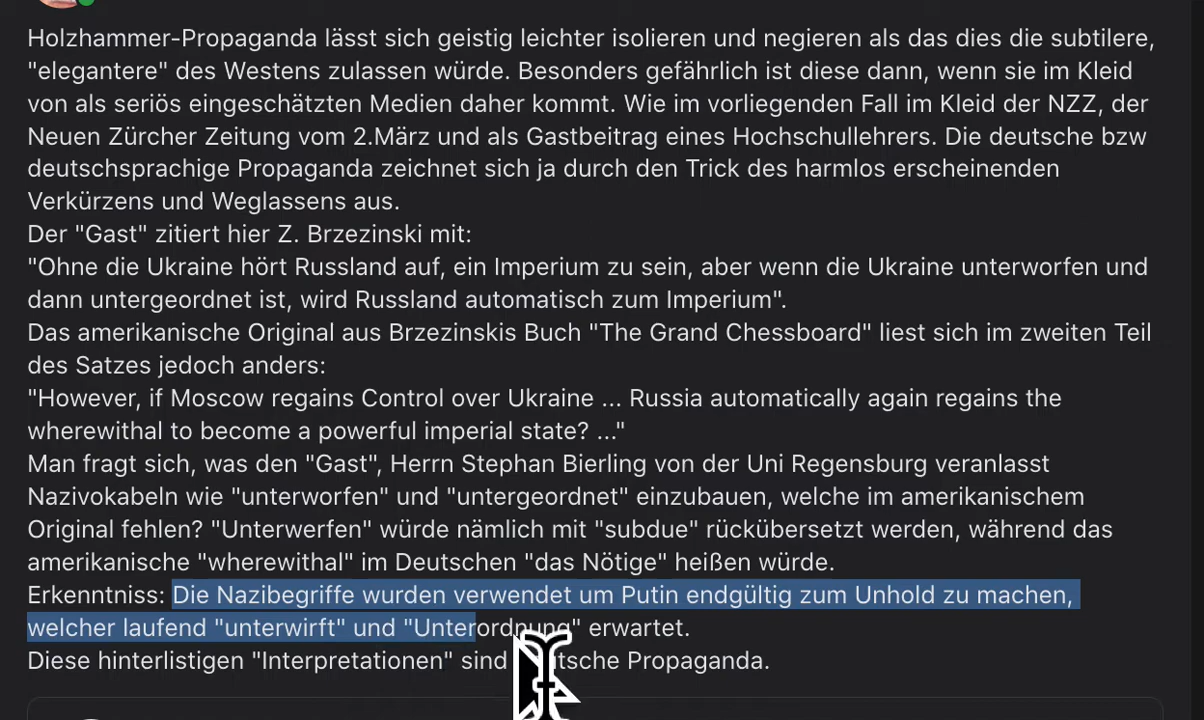 Holzhammer-Propaganda lässt sich geistig leichter isolieren und negieren als das dies die subtilere,
"elegantere" des Westens zulassen würde. Besonders gefährlich ist diese dann, wenn sie im Kleid
von als seriös eingeschätzten Medien daher kommt. Wie im vorliegenden Fall im Kleid der NZZ, der
Neuen Zürcher Zeitung vom 2.März und als Gastbeitrag eines Hochschullehrers. Die deutsche bzw
deutschsprachige Propaganda zeichnet sich ja durch den Trick des harmlos erscheinenden
Verkürzens und Weglassens aus.
Der "Gast" zitiert hier Z. Brzezinski mit:
"Ohne die Ukraine hört Russland auf, ein Imperium zu sein, aber wenn die Ukraine unterworfen und
dann untergeordnet ist, wird Russland automatisch zum Imperium".
Das amerikanische Original aus Brzezinskis Buch "The Grand Chessboard" liest sich im zweiten Teil
des Satzes jedoch anders:
"However, if Moscow regains Control over Ukraine ... Russia automatically again regains the
wherewithal to become a powerful imperial state? ..."
Man fragt sich, was den "Gast", Herrn Stephan Bierling von der Uni Regensburg veranlasst
Nazivokabeln wie "unterworfen" und "untergeordnet" einzubauen, welche im amerikanischem
Original fehlen? "Unterwerfen" würde nämlich mit "subdue" rückübersetzt werden, während das
amerikanische "wherewithal" im Deutschen "das Nötige" heißen würde.
Erkenntniss: Die Nazibegriffe wurden verwendet um Putin endgültig zum Unhold zu machen,
welcher laufend "unterwirft" und "Unterordnung" erwartet.
Diese hinterlistigen "Interpretationen" sind deutsche Propaganda.